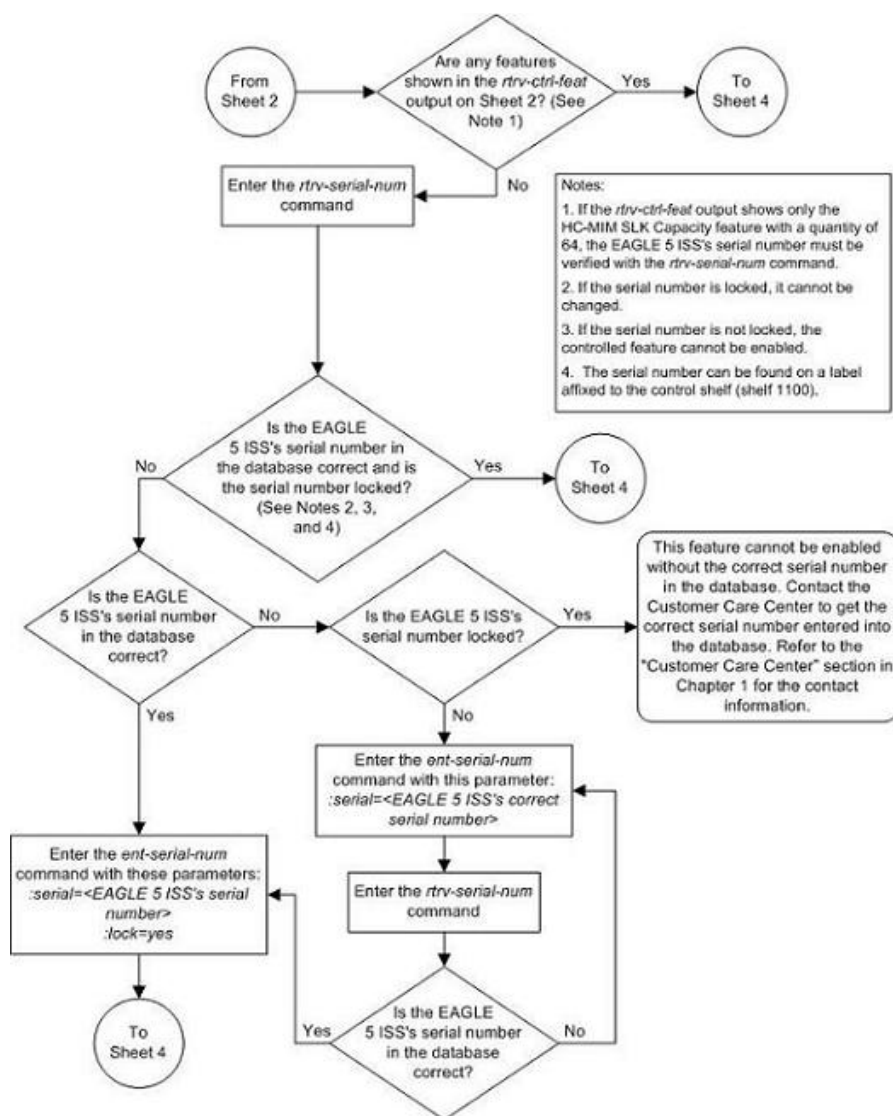 From
Sheet 2
Are any features
shown in the rtrv-ctrl-feat
output on Sheet 2? (See
Note 1)
Yes
To
Sheet 4
No
Enter the rtrv-serial-num
command
Notes:
1. If the rtrv-ctrl-feat output shows only the
HC-MIM SLK Capacity feature with a quantity of
64, the EAGLE 5 ISS's serial number must be
verified with the rtrv-serial-num command.
2. If the serial number is locked, it cannot be
changed.
3. If the serial number is not locked, the
controlled feature cannot be enabled.
4. The serial number can be found on a label
affixed to the control shelf (shelf 1100).
Is the EAGLE
5 ISS's serial number in
the database correct and is
the serial number locked?
(See Notes 2, 3,
and 4)
No
Yes
To
Sheet 4
Is the EAGLE
5 ISS's serial number
in the database
correct?
No
Is the EAGLE 5 ISS's
serial number locked?
Yes
This feature cannot be enabled
without the correct serial number
in the database. Contact the
Customer Care Center to get the
correct serial number entered into
the database. Refer to the
"Customer Care Center" section in
Chapter 1 for the contact
information.
Yes
No
Enter the ent-serial-num
command with this parameter:
:serial=<EAGLE 5 ISS's correct
serial number>
Enter the ent-serial-num
command with these parameters:
:serial=<EAGLE 5 ISS's serial
number>
:lock=yes
Enter the rtrv-serial-num
command
Is the EAGLE
5 ISS's serial number
in the database
correct?
Yes
No
To
Sheet 4